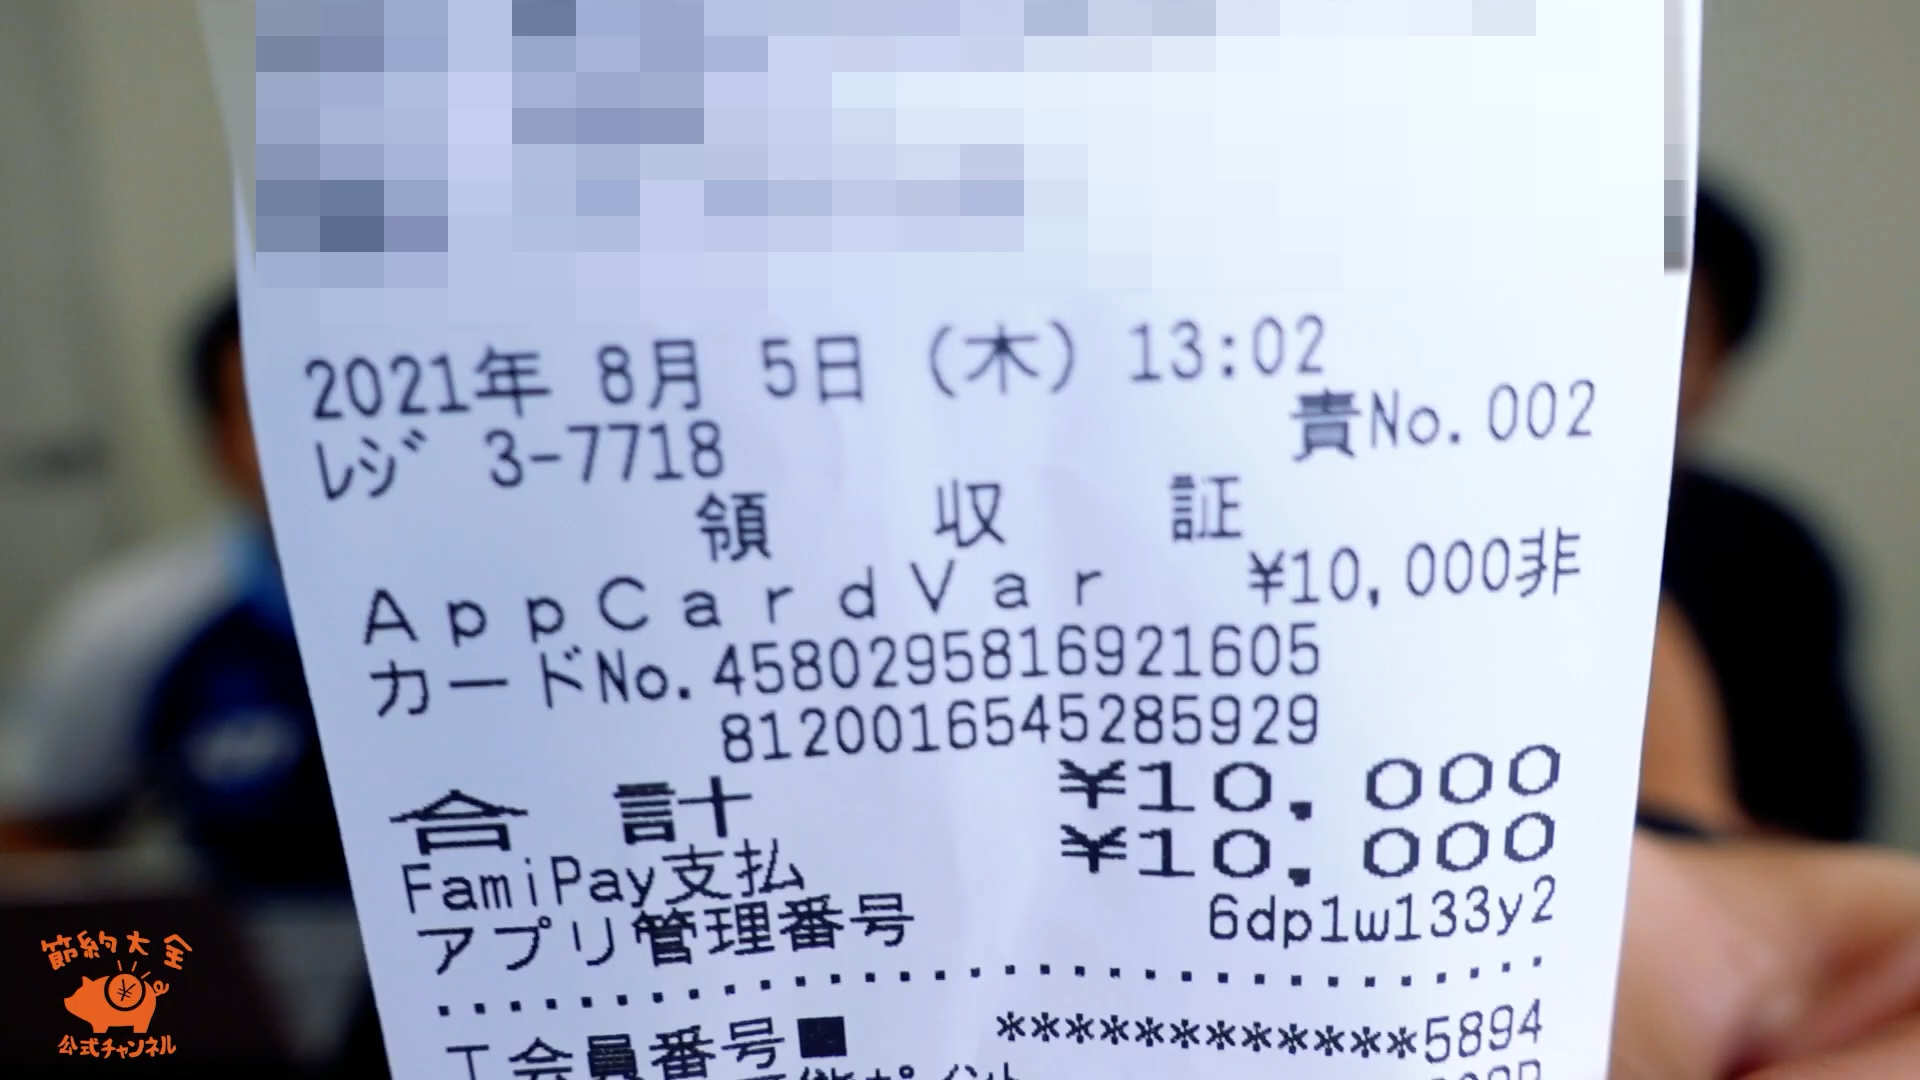 2021年 8月 5日 (木) 13:02
ﾚｼﾞ 3-7718 責No.002
領 収 証
AppCardVar ¥10,000非
カードNo.4580295816921605
8120016545285929
合 計 ¥10,000
FamiPay支払 ¥10,000
アプリ管理番号 6dp1w133y2
T会員番号■ ************5894
節約大全
公式チャンネル